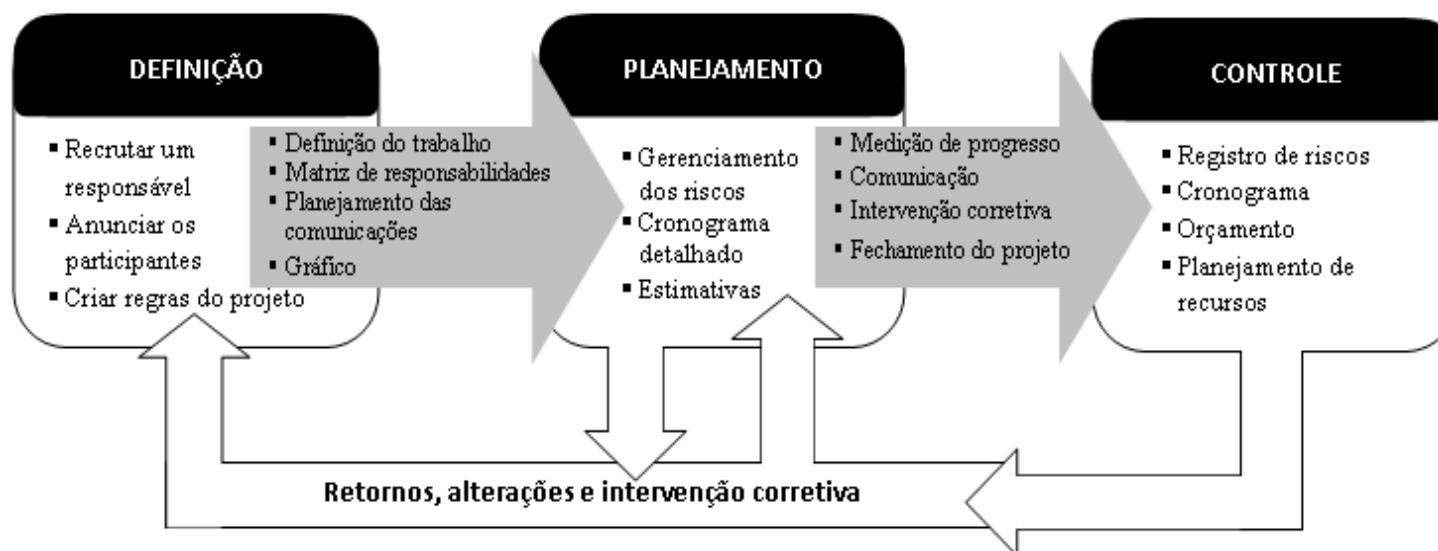 DEFINIÇÃO
▪ Recrutar um
responsável
▪ Anunciar os
participantes
▪ Criar regras do projeto
▪ Definição do trabalho
▪ Matriz de responsabilidades
▪ Planejamento das
comunicações
▪ Gráfico
PLANEJAMENTO
▪ Gerenciamento
dos riscos
▪ Cronograma
detalhado
▪ Estimativas
▪ Medição de progresso
▪ Comunicação
▪ Intervenção corretiva
▪ Fechamento do projeto
CONTROLE
▪ Registro de riscos
▪ Cronograma
▪ Orçamento
▪ Planejamento de
recursos
Retornos, alterações e intervenção corretiva